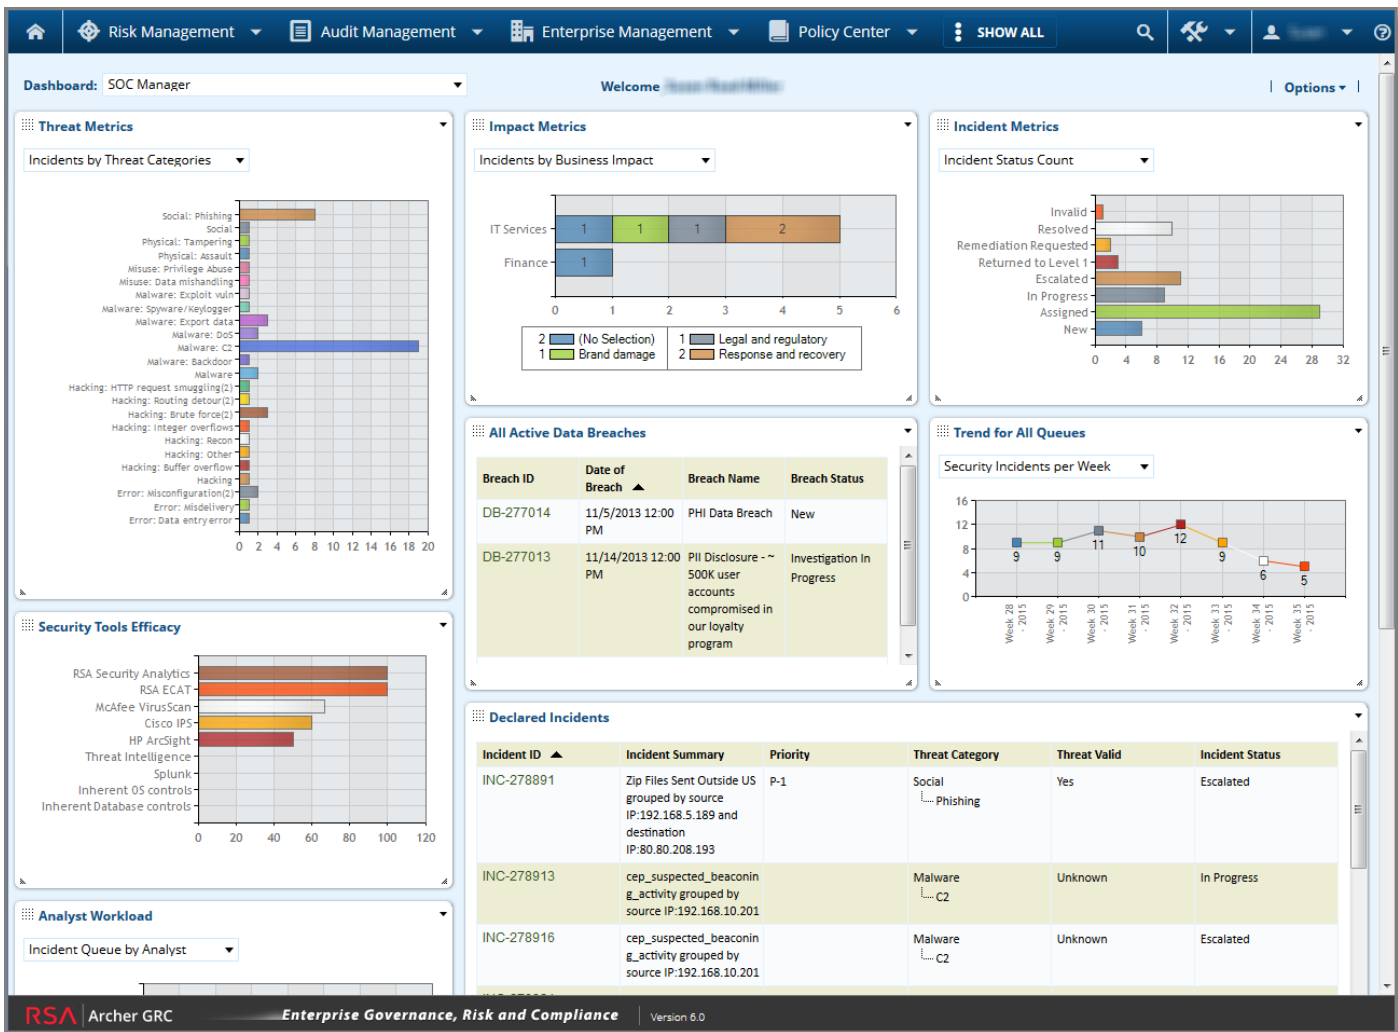 Risk Management
Audit Management
Enterprise Management
Policy Center
SHOW ALL
Dashboard: SOC Manager
Welcome
Options
Threat Metrics
Incidents by Threat Categories
Social: Phishing
Social
Physical: Tampering
Physical: Assault
Misuse: Privilege Abuse
Misuse: Data mishandling
Malware: Exploit vuln
Malware: Spyware/Keylogger
Malware: Export data
Malware: DoS
Malware: C2
Malware: Backdoor
Malware
Hacking: HTTP request smuggling(2)
Hacking: Routing detour(2)
Hacking: Brute force(2)
Hacking: Integer overflows
Hacking: Recon
Hacking: Other
Hacking: Buffer overflow
Hacking
Error: Misconfiguration(2)
Error: Misdelivery
Error: Data entry error
0 2 4 6 8 10 12 14 16 18 20
Impact Metrics
Incidents by Business Impact
IT Services 1 1 1 2
Finance 1
0 1 2 3 4 5 6
2 (No Selection) 1 Legal and regulatory
1 Brand damage 2 Response and recovery
Incident Metrics
Incident Status Count
Invalid
Resolved
Remediation Requested
Returned to Level 1
Escalated
In Progress
Assigned
New
0 4 8 12 16 20 24 28 32
All Active Data Breaches
Breach ID Date of Breach Breach Name Breach Status
DB-277014 11/5/2013 12:00 PHI Data Breach New
PM
DB-277013 11/14/2013 12:00 PII Disclosure - ~ Investigation In
PM 500K user Progress
accounts
compromised in
our loyalty
program
Trend for All Queues
Security Incidents per Week
16
12
8
4
0
9 9 11 10 12 9 6 5
Week 28 - 2015
Week 29 - 2015
Week 30 - 2015
Week 31 - 2015
Week 32 - 2015
Week 33 - 2015
Week 34 - 2015
Week 35 - 2015
Security Tools Efficacy
RSA Security Analytics
RSA ECAT
McAfee VirusScan
Cisco IPS
HP ArcSight
Threat Intelligence
Splunk
Inherent OS controls
Inherent Database controls
0 20 40 60 80 100 120
Declared Incidents
Incident ID Incident Summary Priority Threat Category Threat Valid Incident Status
INC-278891 Zip Files Sent Outside US P-1 Social Yes Escalated
grouped by source Phishing
IP:192.168.5.189 and
destination
IP:80.80.208.193
INC-278913 cep_suspected_beaconin Malware Unknown In Progress
g_activity grouped by C2
source IP:192.168.10.201
INC-278916 cep_suspected_beaconin Malware Unknown Escalated
g_activity grouped by C2
source IP:192.168.10.201
Analyst Workload
Incident Queue by Analyst
RSA Archer GRC Enterprise Governance, Risk and Compliance Version 6.0